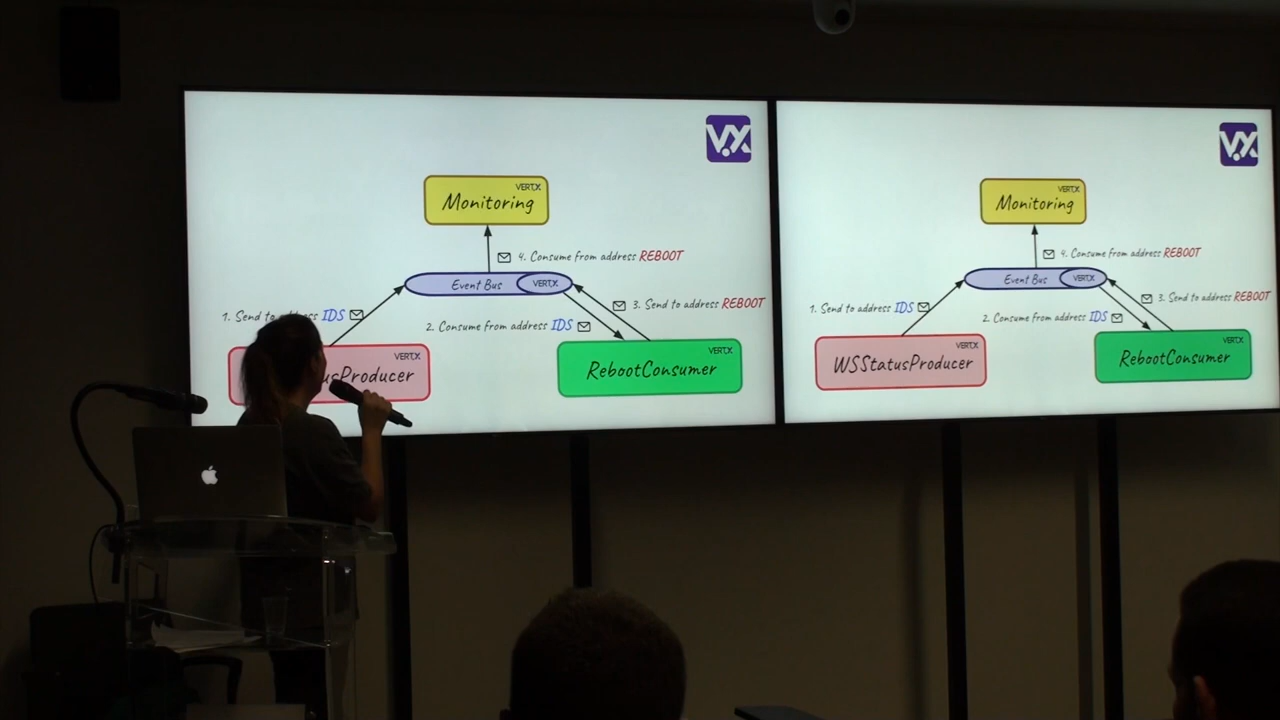 V.X
VERT.X
Monitoring
4. Consume from address REBOOT
Event Bus
VERT.X
1. Send to address IDS
3. Send to address REBOOT
2. Consume from address IDS
VERT.X
usProducer
VERT.X
RebootConsumer
V.X
VERT.X
Monitoring
4. Consume from address REBOOT
Event Bus
VERT.X
3. Send to address REBOOT
1. Send to address IDS
2. Consume from address IDS
VERT.X
WSStatusProducer
VERT.X
RebootConsumer